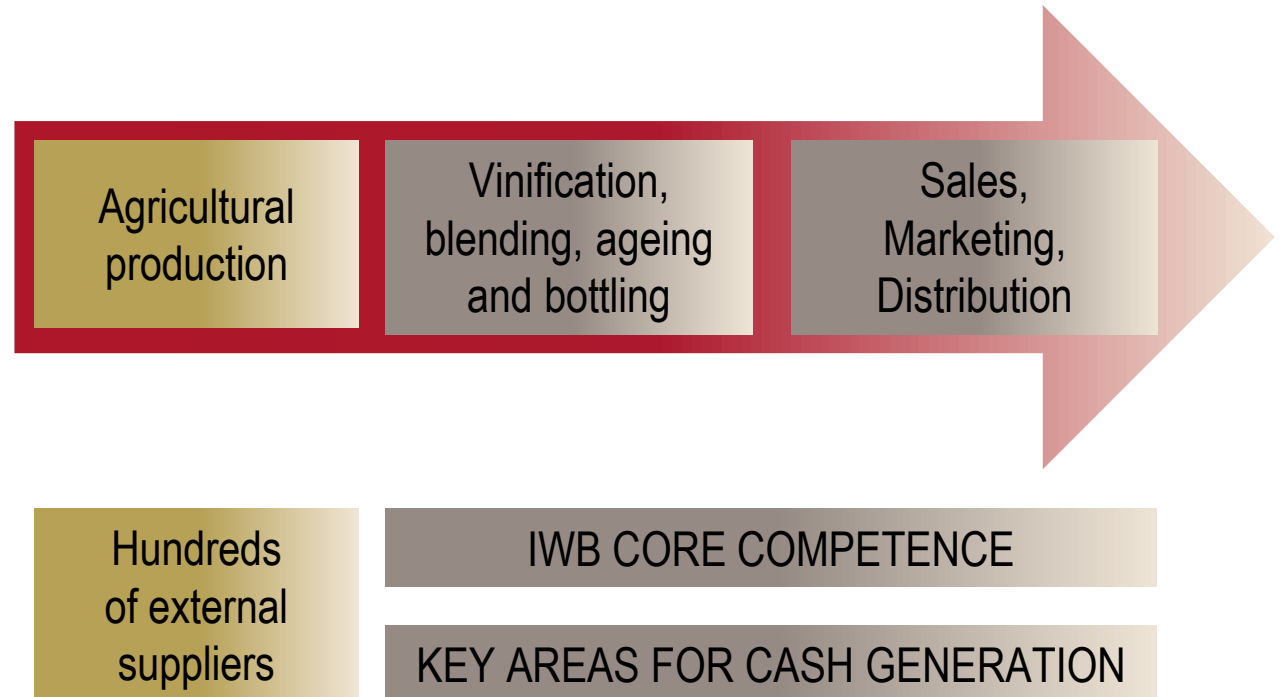 Agricultural
production
Vinification,
blending, ageing
and bottling
Sales,
Marketing,
Distribution
Hundreds
of external
suppliers
IWB CORE COMPETENCE
KEY AREAS FOR CASH GENERATION